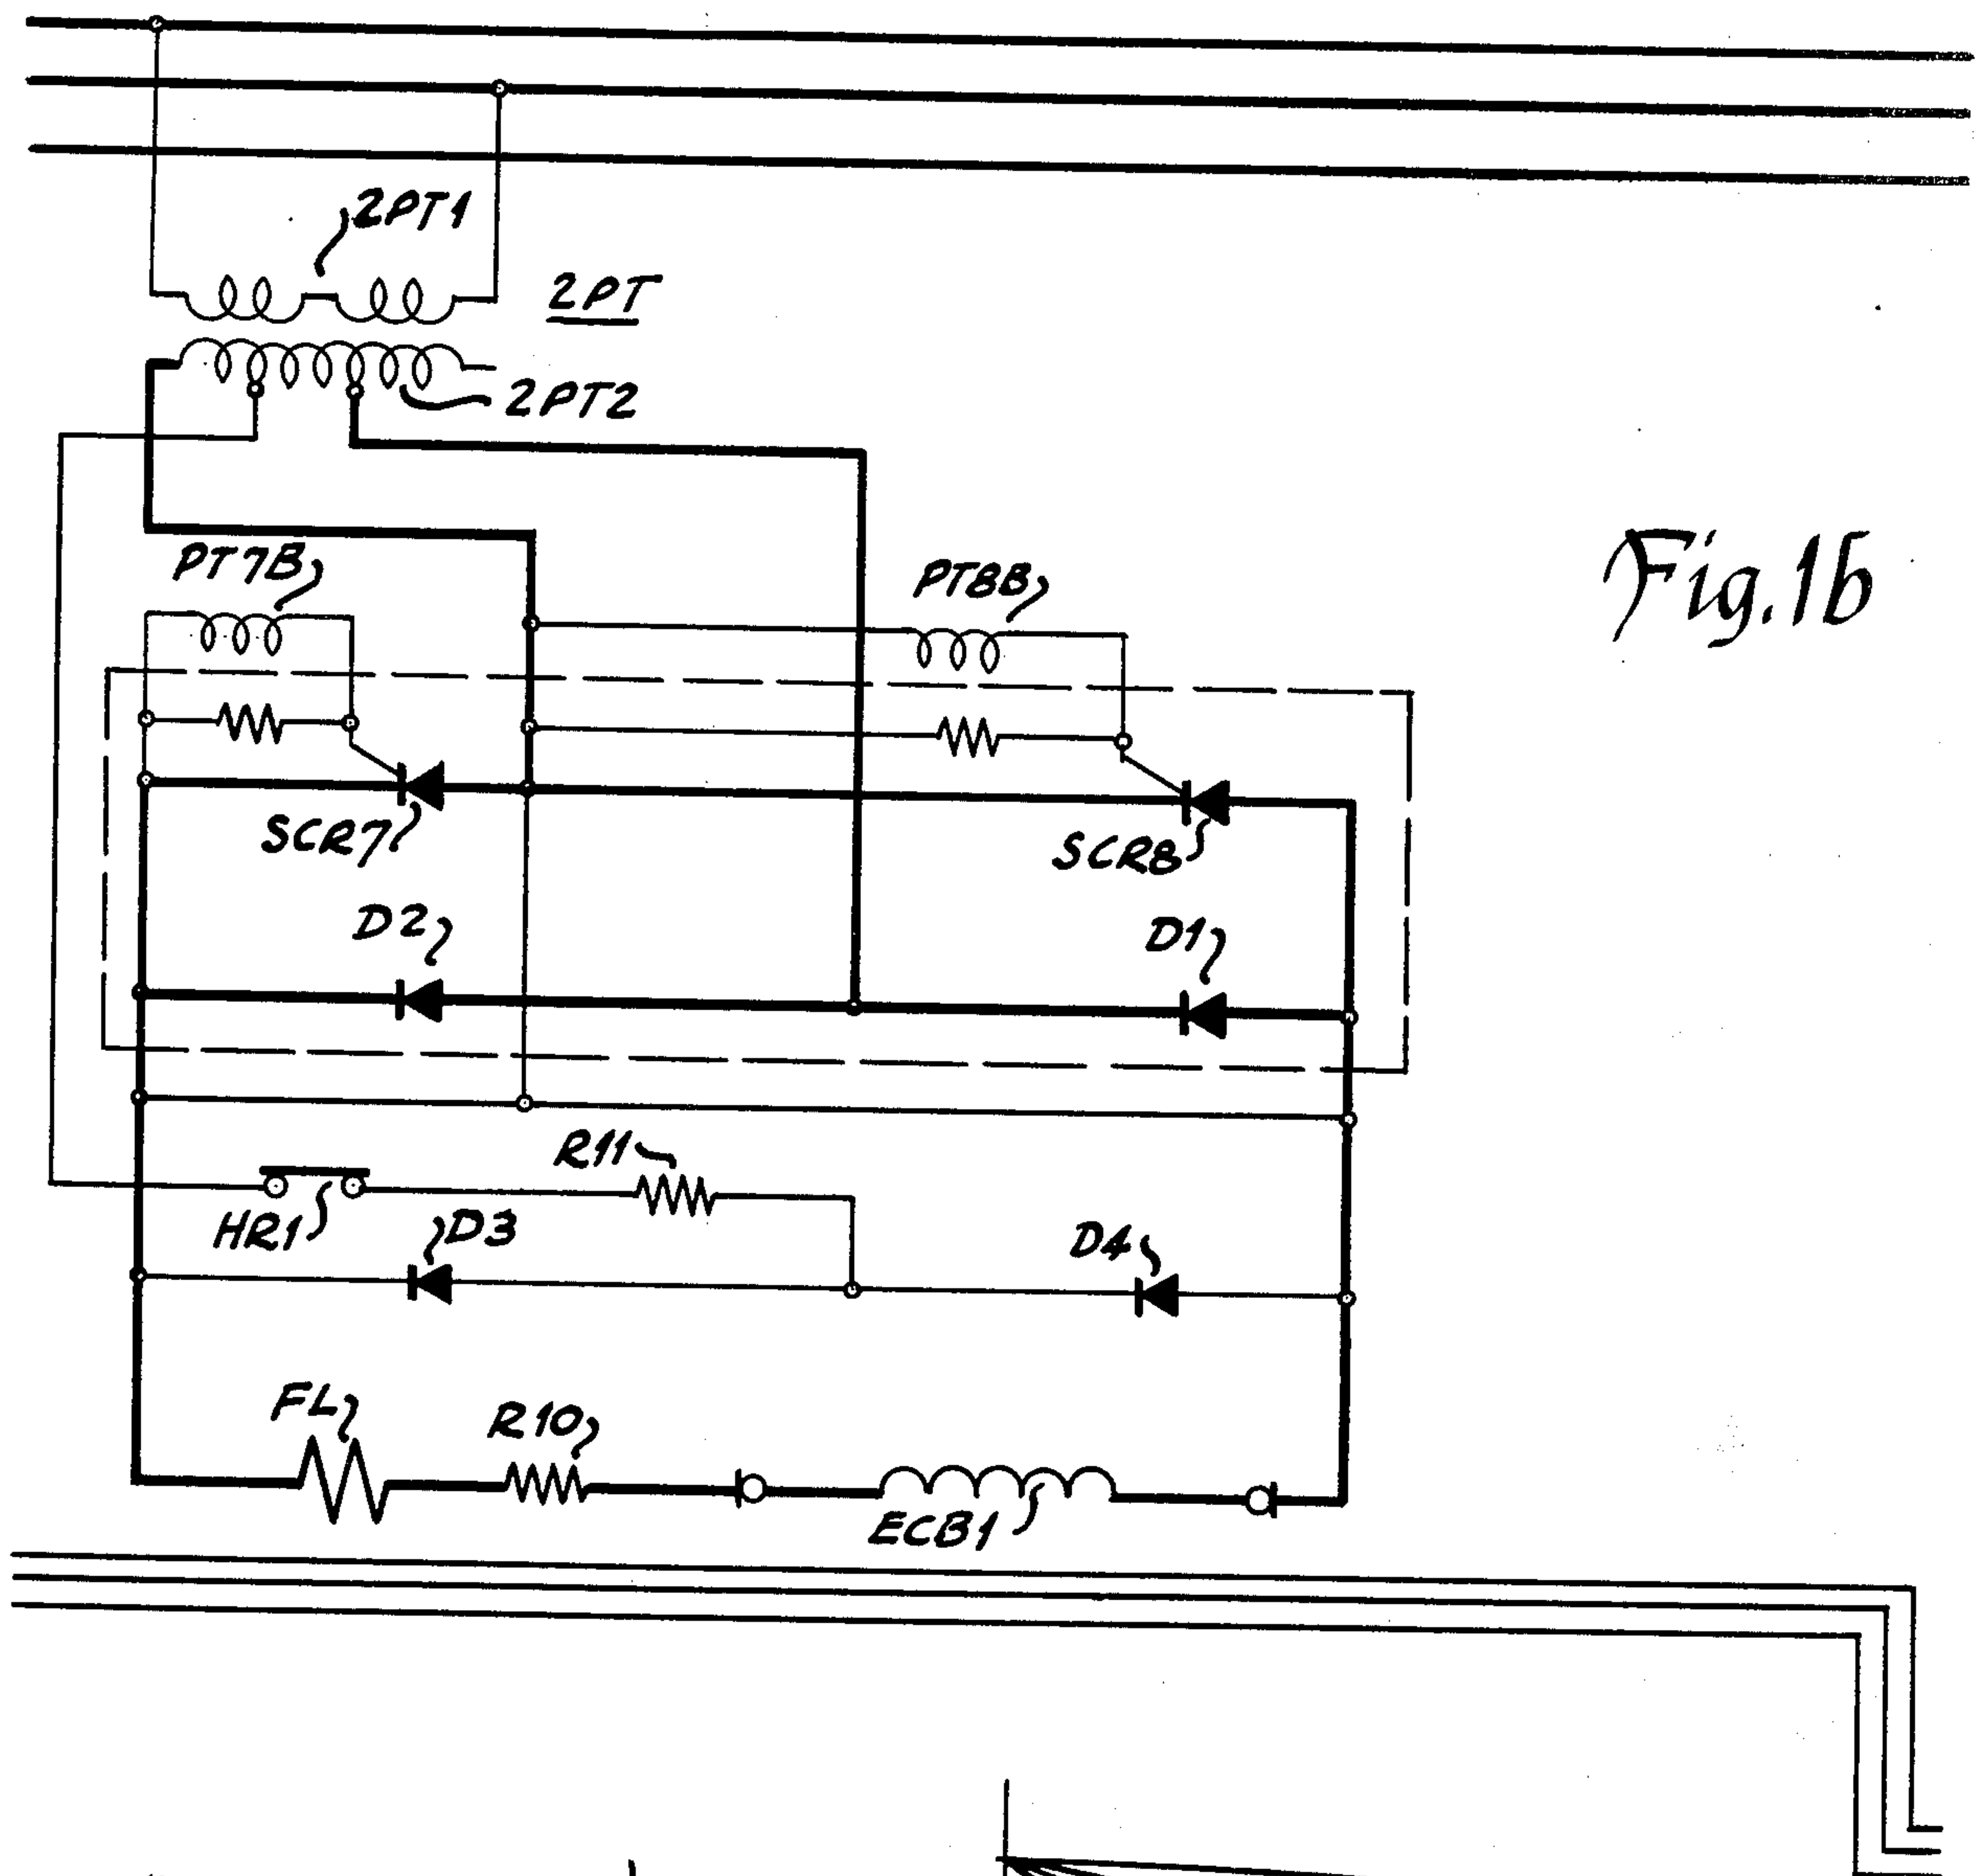 2PT1
2PT
2PT2
PT7B
PT8B
Fig.1b
SCR7
SCR8
D2
D1
R11
HR1
D3
D4
FL
R10
ECB1